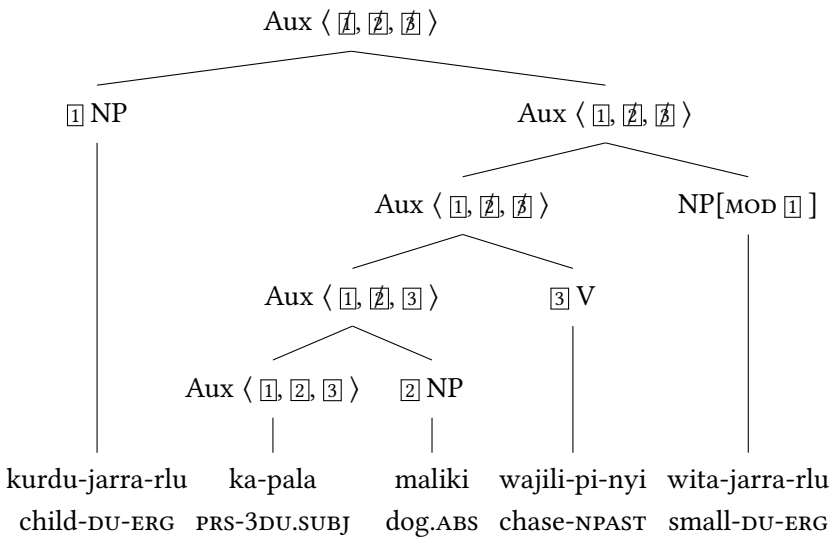 Aux ⟨ 1̸, 2̸, 3̸ ⟩
1 NP Aux ⟨ 1, 2̸, 3̸ ⟩
Aux ⟨ 1, 2̸, 3̸ ⟩ NP[MOD 1 ]
Aux ⟨ 1, 2̸, 3 ⟩ 3 V
Aux ⟨ 1, 2, 3 ⟩ 2 NP
kurdu-jarra-rlu ka-pala maliki wajili-pi-nyi wita-jarra-rlu
child-DU-ERG PRS-3DU.SUBJ dog.ABS chase-NPAST small-DU-ERG